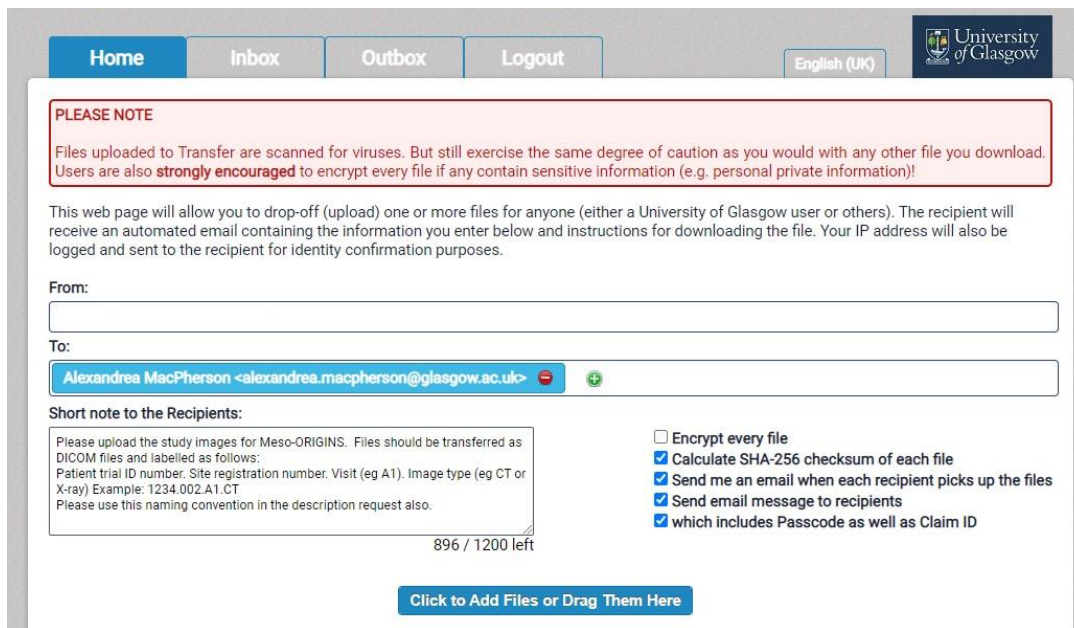 Home
Inbox
Outbox
Logout
English (UK)
University
of Glasgow
PLEASE NOTE
Files uploaded to Transfer are scanned for viruses. But still exercise the same degree of caution as you would with any other file you download.
Users are also strongly encouraged to encrypt every file if any contain sensitive information (e.g. personal private information)!
This web page will allow you to drop-off (upload) one or more files for anyone (either a University of Glasgow user or others). The recipient will
receive an automated email containing the information you enter below and instructions for downloading the file. Your IP address will also be
logged and sent to the recipient for identity confirmation purposes.
From:
To:
Alexandrea MacPherson <alexandrea.macpherson@glasgow.ac.uk>
Short note to the Recipients:
Please upload the study images for Meso-ORIGINS. Files should be transferred as
DICOM files and labelled as follows:
Patient trial ID number. Site registration number. Visit (eg A1). Image type (eg CT or
X-ray) Example: 1234.002.A1.CT
Please use this naming convention in the description request also.
896 / 1200 left
Encrypt every file
Calculate SHA-256 checksum of each file
Send me an email when each recipient picks up the files
Send email message to recipients
which includes Passcode as well as Claim ID
Click to Add Files or Drag Them Here